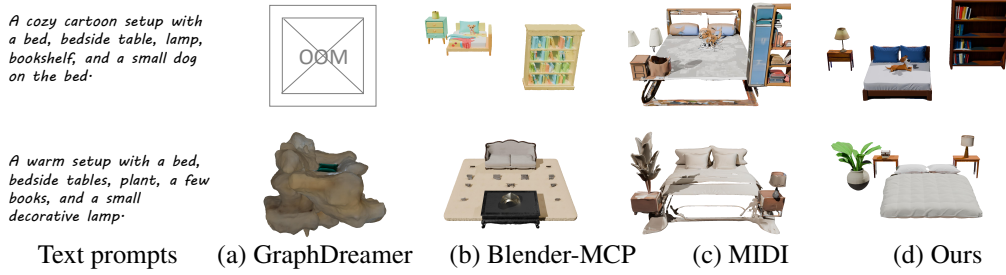 A cozy cartoon setup with
a bed, bedside table, lamp,
bookshelf, and a small dog
on the bed.
OOM
A warm setup with a bed,
bedside tables, plant, a few
books, and a small
decorative lamp.
Text prompts (a) GraphDreamer (b) Blender-MCP (c) MIDI (d) Ours